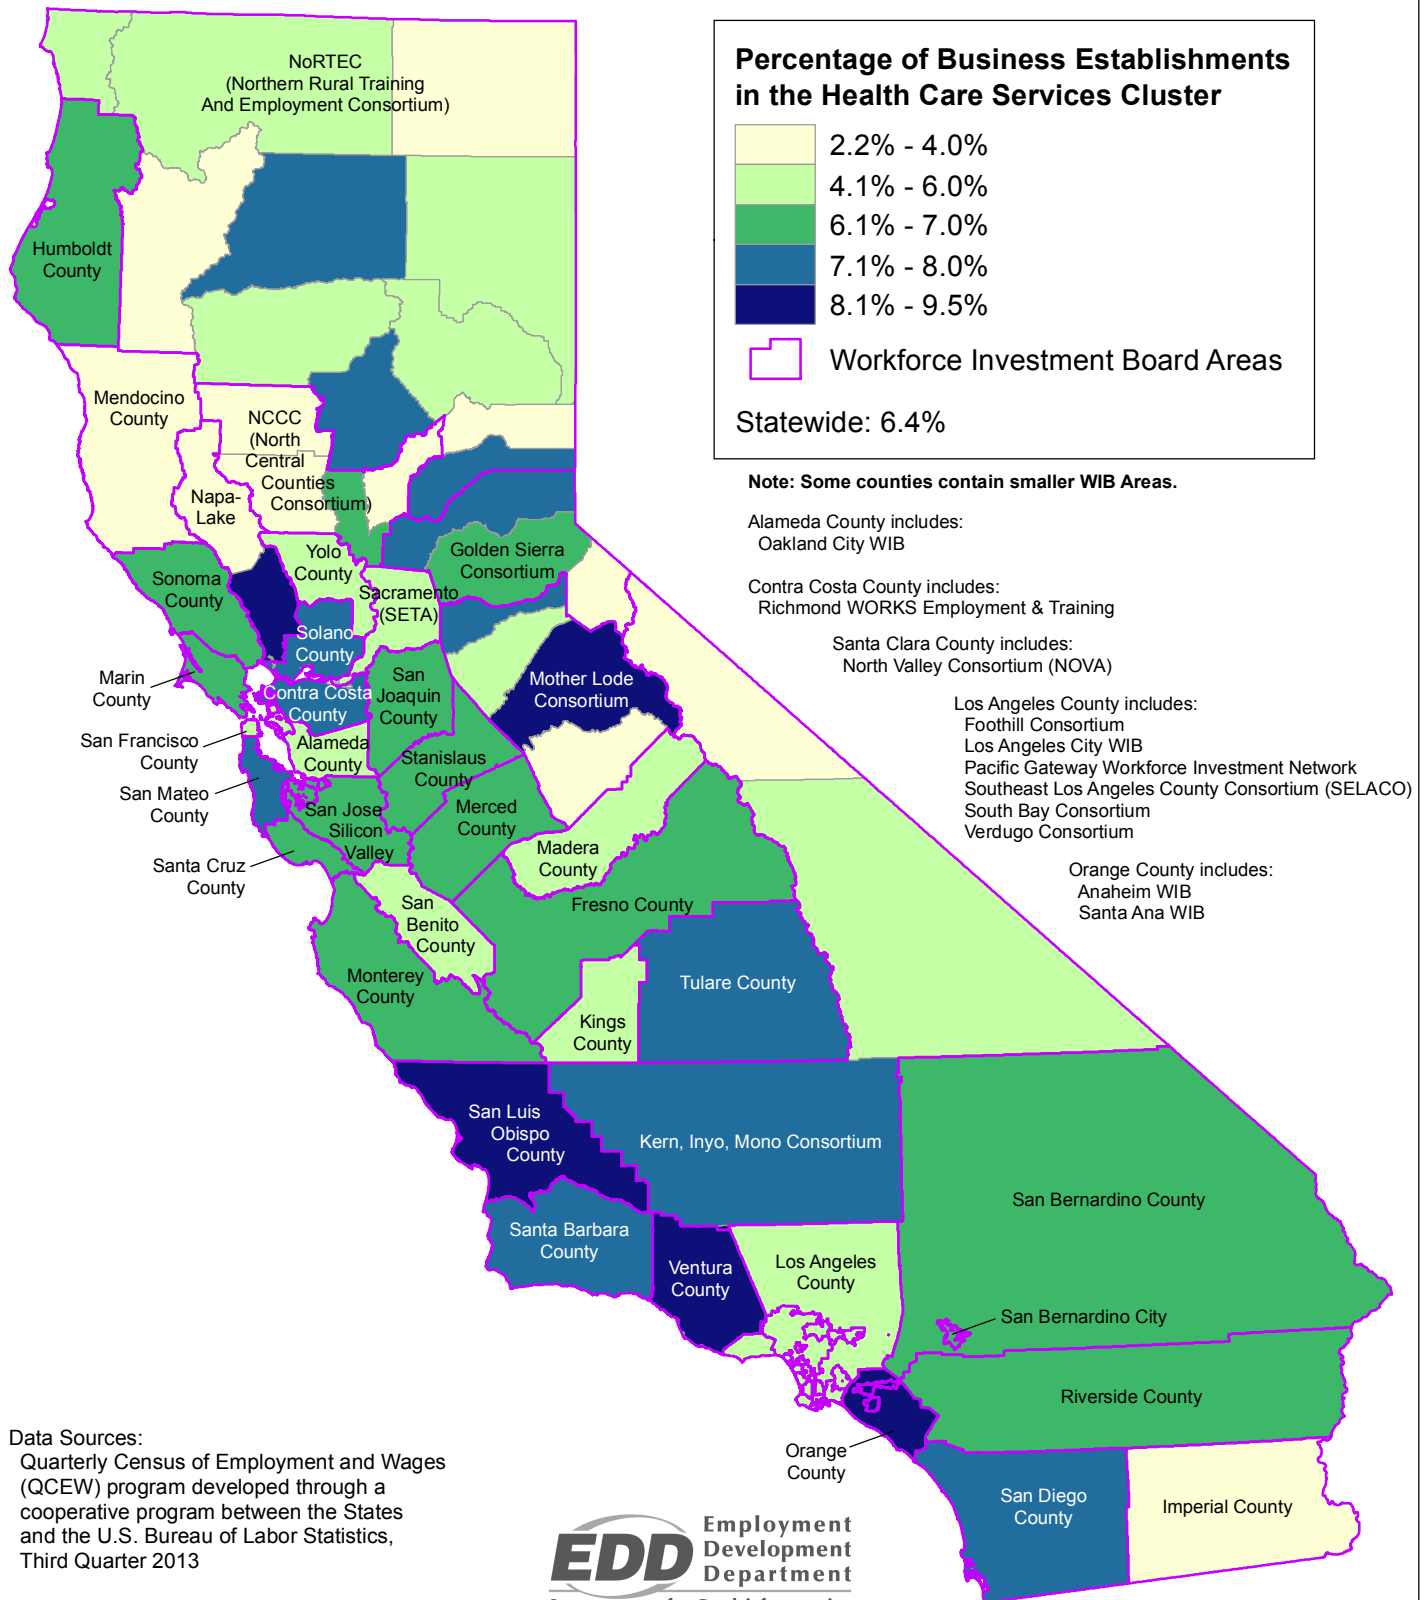 Percentage of Business Establishments
in the Health Care Services Cluster
2.2% - 4.0%
4.1% - 6.0%
6.1% - 7.0%
7.1% - 8.0%
8.1% - 9.5%
Workforce Investment Board Areas
Statewide: 6.4%
Note: Some counties contain smaller WIB Areas.
Alameda County includes:
Oakland City WIB
Contra Costa County includes:
Richmond WORKS Employment & Training
Santa Clara County includes:
North Valley Consortium (NOVA)
Los Angeles County includes:
Foothill Consortium
Los Angeles City WIB
Pacific Gateway Workforce Investment Network
Southeast Los Angeles County Consortium (SELACO)
South Bay Consortium
Verdugo Consortium
Orange County includes:
Anaheim WIB
Santa Ana WIB
NoRTEC
(Northern Rural Training
And Employment Consortium)
Humboldt
County
Mendocino
County
NCCC
(North
Central
Counties
Consortium)
Napa-
Lake
Yolo
County
Golden Sierra
Consortium
Sonoma
County
Sacramento
(SETA)
Solano
County
Marin
County
Contra Costa
County
San
Joaquin
County
Mother Lode
Consortium
San Francisco
County
Alameda
County
Stanislaus
County
San Mateo
County
San Jose
Silicon
Valley
Merced
County
Santa Cruz
County
Madera
County
San
Benito
County
Fresno County
Monterey
County
Tulare County
Kings
County
San Luis
Obispo
County
Kern, Inyo, Mono Consortium
San Bernardino County
Santa Barbara
County
Ventura
County
Los Angeles
County
San Bernardino City
Riverside County
Orange
County
San Diego
County
Imperial County
Data Sources:
Quarterly Census of Employment and Wages
(QCEW) program developed through a
cooperative program between the States
and the U.S. Bureau of Labor Statistics,
Third Quarter 2013
EDD
Employment
Development
Department